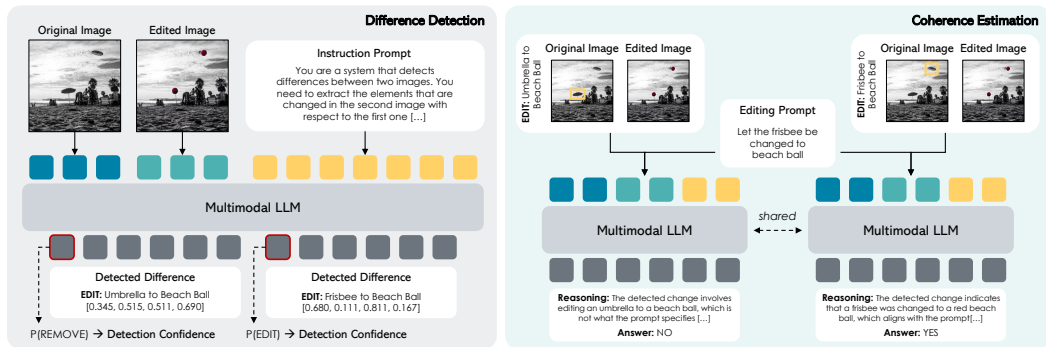 Difference Detection
Original Image
Edited Image
Instruction Prompt
You are a system that detects
differences between two images. You
need to extract the elements that are
changed in the second image with
respect to the first one [...]
Multimodal LLM
Detected Difference
EDIT: Umbrella to Beach Ball
[0.345, 0.515, 0.511, 0.690]
Detected Difference
EDIT: Frisbee to Beach Ball
[0.680, 0.111, 0.811, 0.167]
P(REMOVE) → Detection Confidence
P(EDIT) → Detection Confidence
Coherence Estimation
EDIT: Umbrella to
Beach Ball
Original Image
Edited Image
EDIT: Frisbee to
Beach Ball
Original Image
Edited Image
Editing Prompt
Let the frisbee be
changed to
beach ball
Multimodal LLM
shared
Multimodal LLM
Reasoning: The detected change involves
editing an umbrella to a beach ball, which is
not what the prompt specifies [...]
Answer: NO
Reasoning: The detected change indicates
that a frisbee was changed to a red beach
ball, which aligns with the prompt[...]
Answer: YES